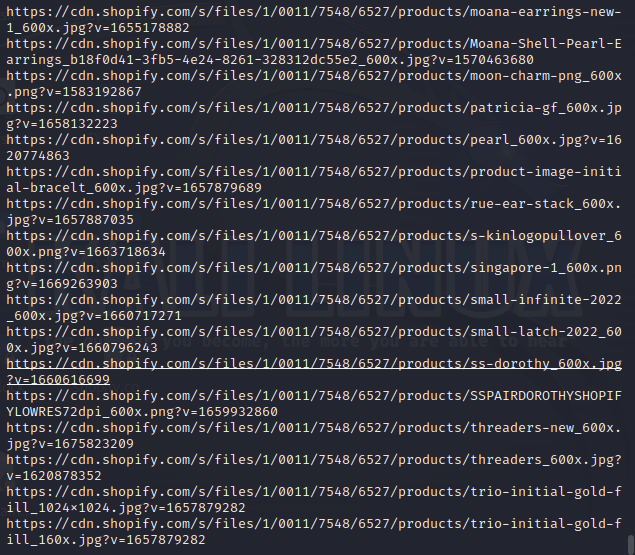 https://cdn.shopify.com/s/files/1/0011/7548/6527/products/moana-earrings-new-
1_600x.jpg?v=1655178882
https://cdn.shopify.com/s/files/1/0011/7548/6527/products/Moana-Shell-Pearl-E
arrings_b18f0d41-3fb5-4e24-8261-328312dc55e2_600x.jpg?v=1570463680
https://cdn.shopify.com/s/files/1/0011/7548/6527/products/moon-charm-png_600x
.png?v=1583192867
https://cdn.shopify.com/s/files/1/0011/7548/6527/products/patricia-gf_600x.jp
g?v=1658132223
https://cdn.shopify.com/s/files/1/0011/7548/6527/products/pearl_600x.jpg?v=16
20774863
https://cdn.shopify.com/s/files/1/0011/7548/6527/products/product-image-initi
al-bracelt_600x.jpg?v=1657879689
https://cdn.shopify.com/s/files/1/0011/7548/6527/products/rue-ear-stack_600x.
jpg?v=1657887035
https://cdn.shopify.com/s/files/1/0011/7548/6527/products/s-kinlogopullover_6
00x.png?v=1663718634
https://cdn.shopify.com/s/files/1/0011/7548/6527/products/singapore-1_600x.pn
g?v=1669263903
https://cdn.shopify.com/s/files/1/0011/7548/6527/products/small-infinite-2022
_600x.jpg?v=1660717271
https://cdn.shopify.com/s/files/1/0011/7548/6527/products/small-latch-2022_60
0x.jpg?v=1660796243
you become, the more you are able to hear
https://cdn.shopify.com/s/files/1/0011/7548/6527/products/ss-dorothy_600x.jpg
?v=1660616699
https://cdn.shopify.com/s/files/1/0011/7548/6527/products/SSPAIRDOROTHYSHOPIF
YLOWRES72dpi_600x.png?v=1659932860
https://cdn.shopify.com/s/files/1/0011/7548/6527/products/threaders-new_600x.
jpg?v=1675823209
https://cdn.shopify.com/s/files/1/0011/7548/6527/products/threaders_600x.jpg?
v=1620878352
https://cdn.shopify.com/s/files/1/0011/7548/6527/products/trio-initial-gold-f
ill_1024×1024.jpg?v=1657879282
https://cdn.shopify.com/s/files/1/0011/7548/6527/products/trio-initial-gold-f
ill_160x.jpg?v=1657879282